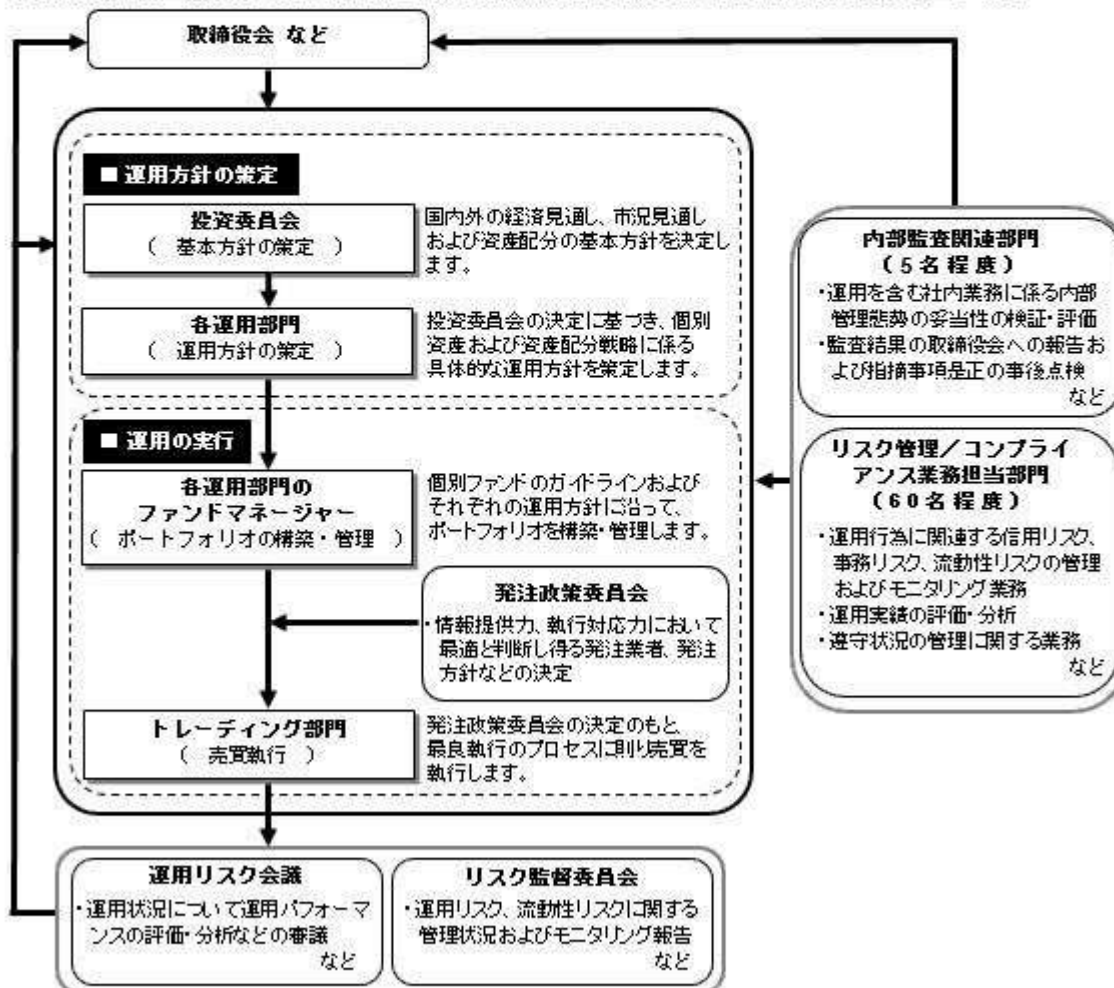 取締役会 など
■ 運用方針の策定
投資委員会
（ 基本方針の策定 ）
国内外の経済見通し、市況見通し
および資産配分の基本方針を決定し
ます。
各運用部門
（ 運用方針の策定 ）
投資委員会の決定に基づき、個別
資産および資産配分戦略に係る
具体的な運用方針を策定します。
■ 運用の実行
各運用部門の
ファンドマネージャー
（ ポートフォリオの構築・管理 ）
個別ファンドのガイドラインおよび
それぞれの運用方針に沿って、
ポートフォリオを構築・管理します。
発注政策委員会
・情報提供力、執行対応力において
最適と判断し得る発注業者、発注
方針などの決定
トレーディング部門
（ 売買執行 ）
発注政策委員会の決定のもと、
最良執行のプロセスに則り売買を
執行します。
運用リスク会議
・運用状況について運用パフォーマ
ンスの評価・分析などの審議
など
リスク監督委員会
・運用リスク、流動性リスクに関する
管理状況およびモニタリング報告
など
内部監査関連部門
（5名程度）
・運用を含む社内業務に係る内部
管理態勢の妥当性の検証・評価
・監査結果の取締役会への報告お
よび指摘事項是正の事後点検
など
リスク管理／コンプライ
アンス業務担当部門
（60名程度）
・運用行為に関連する信用リスク、
事務リスク、流動性リスクの管理
およびモニタリング業務
・運用実績の評価・分析
・遵守状況の管理に関する業務
など